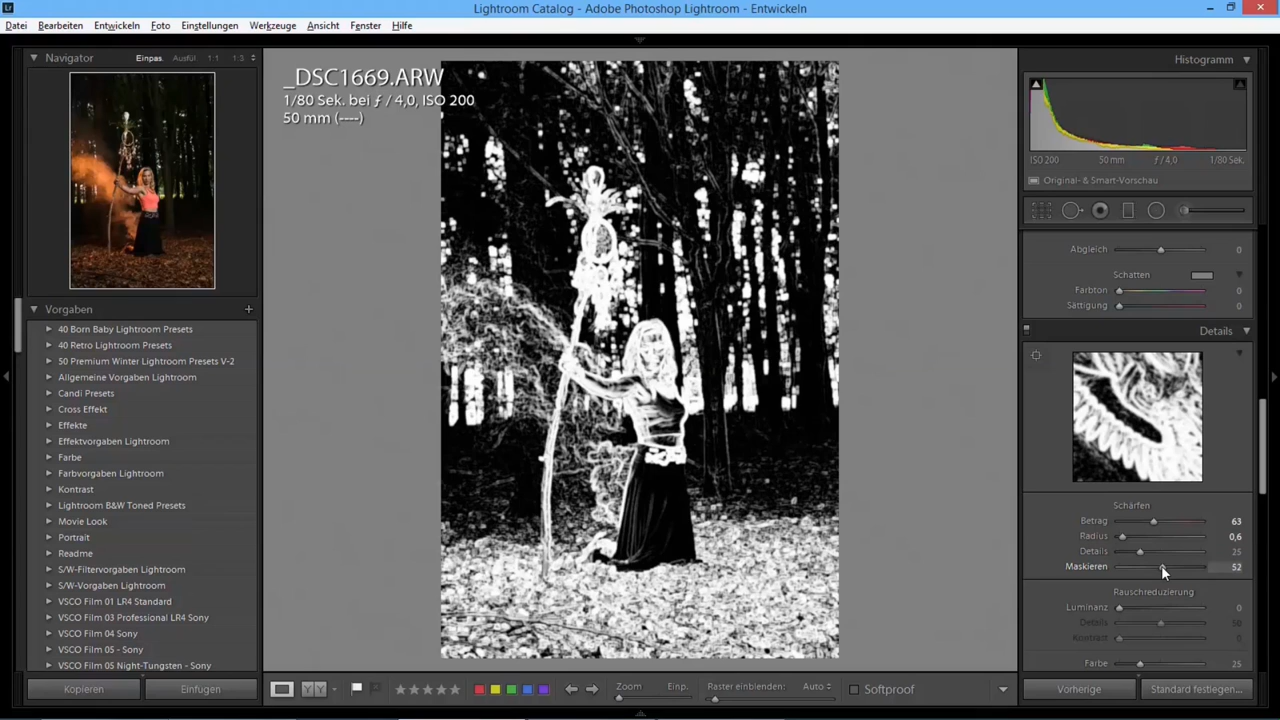 Lr
Lightroom Catalog - Adobe Photoshop Lightroom - Entwickeln
Datei Bearbeiten Entwickeln Foto Einstellungen Werkzeuge Ansicht Fenster Hilfe
Navigator Einpas. Ausfül 1:1 1:3
Vorgaben
40 Born Baby Lightroom Presets
40 Retro Lightroom Presets
50 Premium Winter Lightroom Presets V-2
Allgemeine Vorgaben Lightroom
Candi Presets
Cross Effekt
Effekte
Effektvorgaben Lightroom
Farbe
Farbvorgaben Lightroom
Kontrast
Lightroom B&W Toned Presets
Movie Look
Portrait
Readme
S/W-Filtervorgaben Lightroom
S/W-Vorgaben Lightroom
VSCO Film 01 LR4 Standard
VSCO Film 03 Professional LR4 Sony
VSCO Film 04 Sony
VSCO Film 05 - Sony
VSCO Film 05 Night-Tungsten - Sony
Kopieren Einfügen
_DSC1669.ARW
1/80 Sek. bei ƒ / 4,0, ISO 200
50 mm (----)
YY Zoom Einp. Raster einblenden: Auto Softproof
Histogramm
ISO 200 50 mm ƒ / 4,0 1/80 Sek.
Original- & Smart-Vorschau
Abgleich 0
Schatten
Farbton 0
Sättigung 0
Details
Schärfen
Betrag 63
Radius 0,6
Details 25
Maskieren 52
Rauschreduzierung
Luminanz 0
Details 50
Kontrast 0
Farbe 25
Vorherige Standard festlegen...